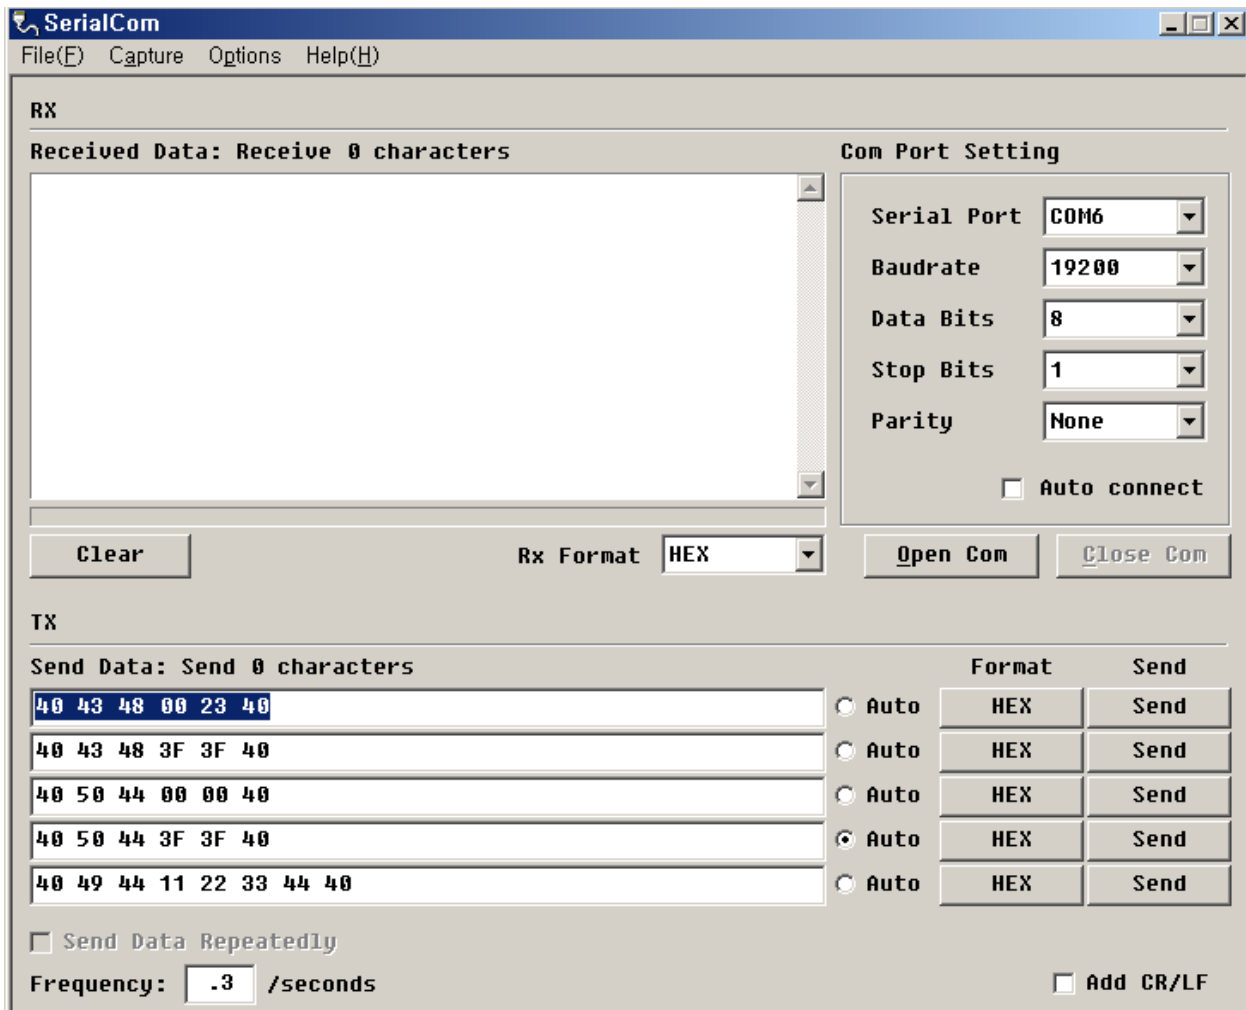 SerialCom
File(F) Capture Options Help(H)
RX
Received Data: Receive 0 characters
Com Port Setting
Serial Port COM6
Baudrate 19200
Data Bits 8
Stop Bits 1
Parity None
Auto connect
Clear Rx Format HEX Open Com Close Com
TX
Send Data: Send 0 characters Format Send
40 43 48 00 23 40 Auto HEX Send
40 43 48 3F 3F 40 Auto HEX Send
40 50 44 00 00 40 Auto HEX Send
40 50 44 3F 3F 40 Auto HEX Send
40 49 44 11 22 33 44 40 Auto HEX Send
Send Data Repeatedly
Frequency: .3 /seconds Add CR/LF